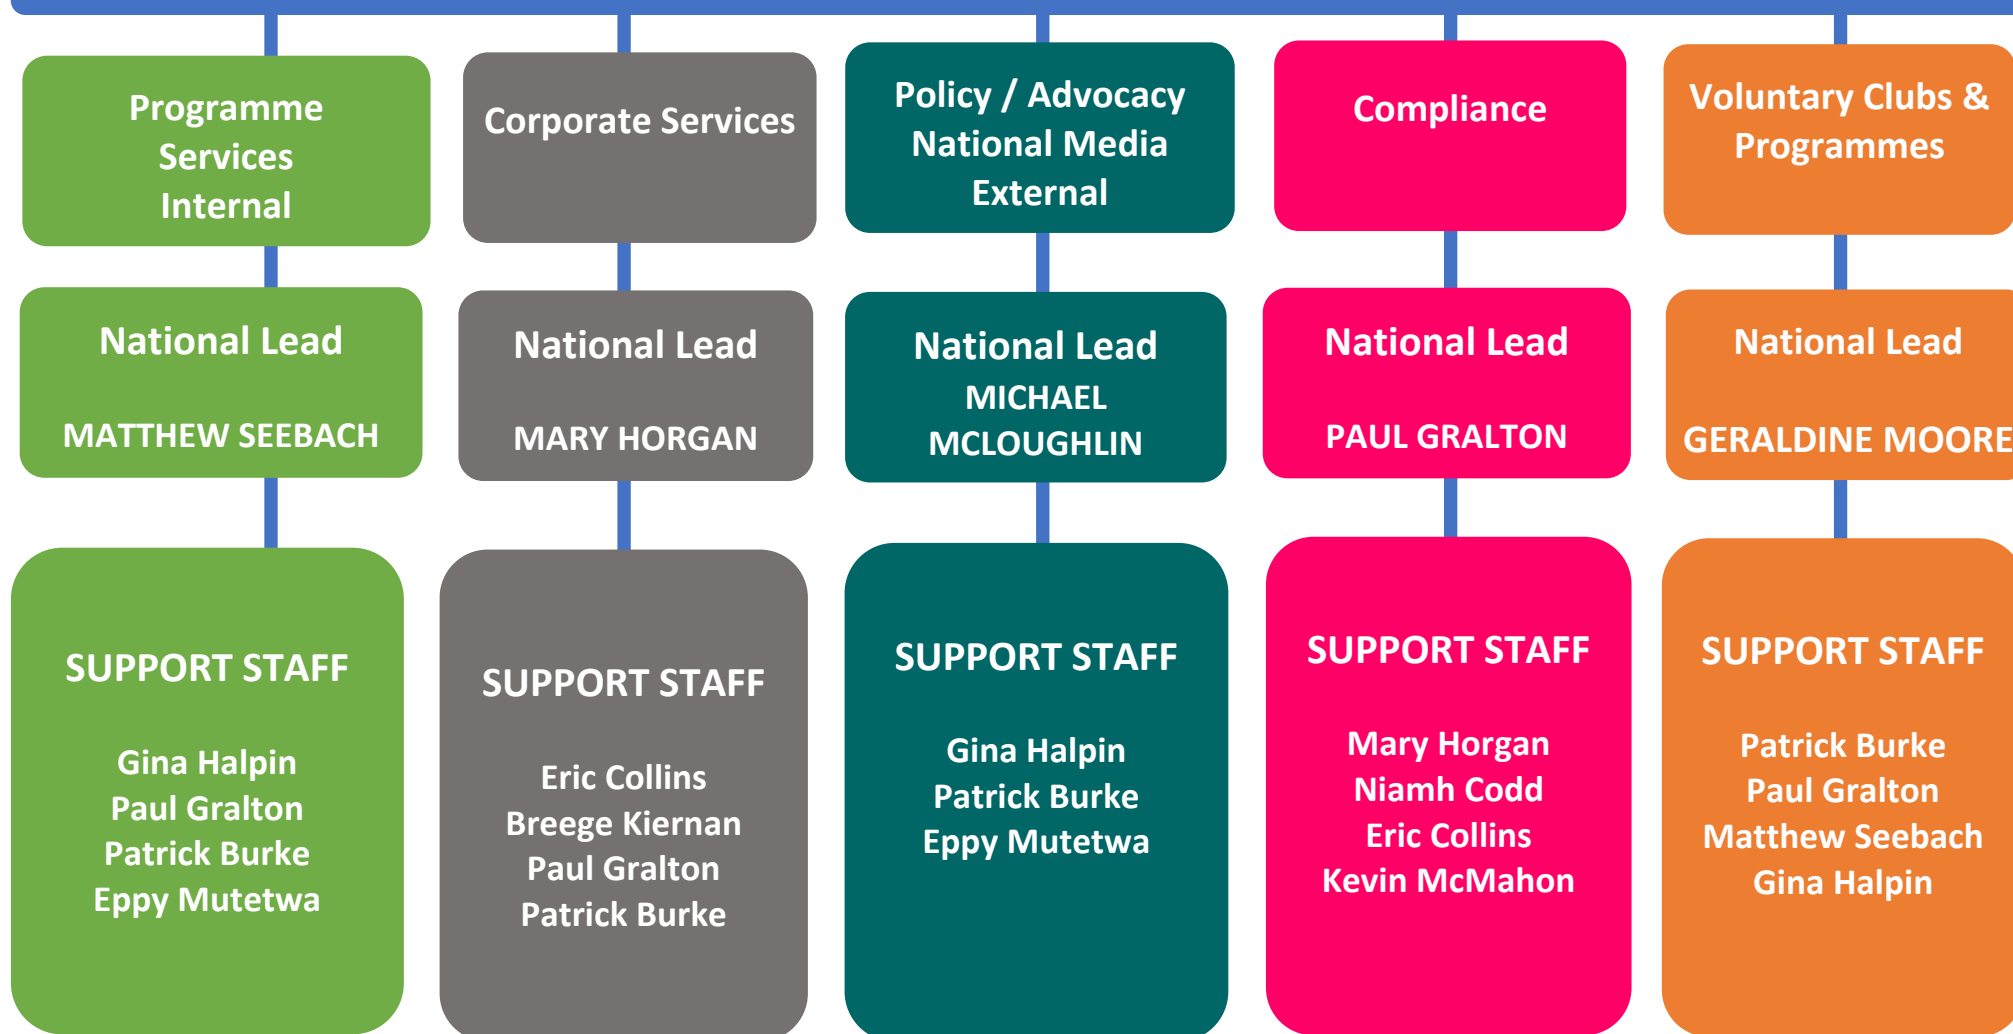 Programme
Services
Internal
Corporate Services
Policy / Advocacy
National Media
External
Compliance
Voluntary Clubs &
Programmes
National Lead
MATTHEW SEEBACH
National Lead
MARY HORGAN
National Lead
MICHAEL
MCLOUGHLIN
National Lead
PAUL GRALTON
National Lead
GERALDINE MOORE
SUPPORT STAFF
Gina Halpin
Paul Gralton
Patrick Burke
Eppy Mutetwa
SUPPORT STAFF
Eric Collins
Breege Kiernan
Paul Gralton
Patrick Burke
SUPPORT STAFF
Gina Halpin
Patrick Burke
Eppy Mutetwa
SUPPORT STAFF
Mary Horgan
Niamh Codd
Eric Collins
Kevin McMahon
SUPPORT STAFF
Patrick Burke
Paul Gralton
Matthew Seebach
Gina Halpin